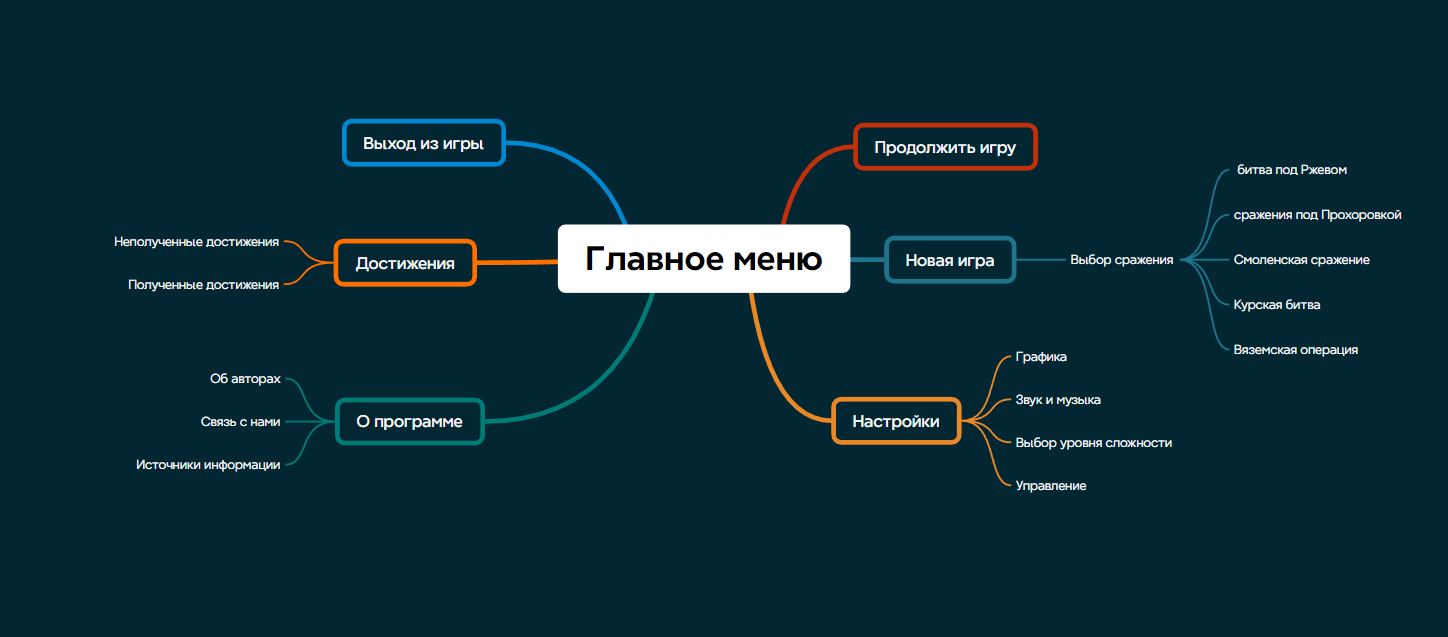 Главное меню
Продолжить игру
Новая игра
Выбор сражения
битва под Ржевом
сражения под Прохоровкой
Смоленская сражение
Курская битва
Вяземская операция
Настройки
Графика
Звук и музыка
Выбор уровня сложности
Управление
Выход из игры
Достижения
Неполученные достижения
Полученные достижения
О программе
Об авторах
Связь с нами
Источники информации